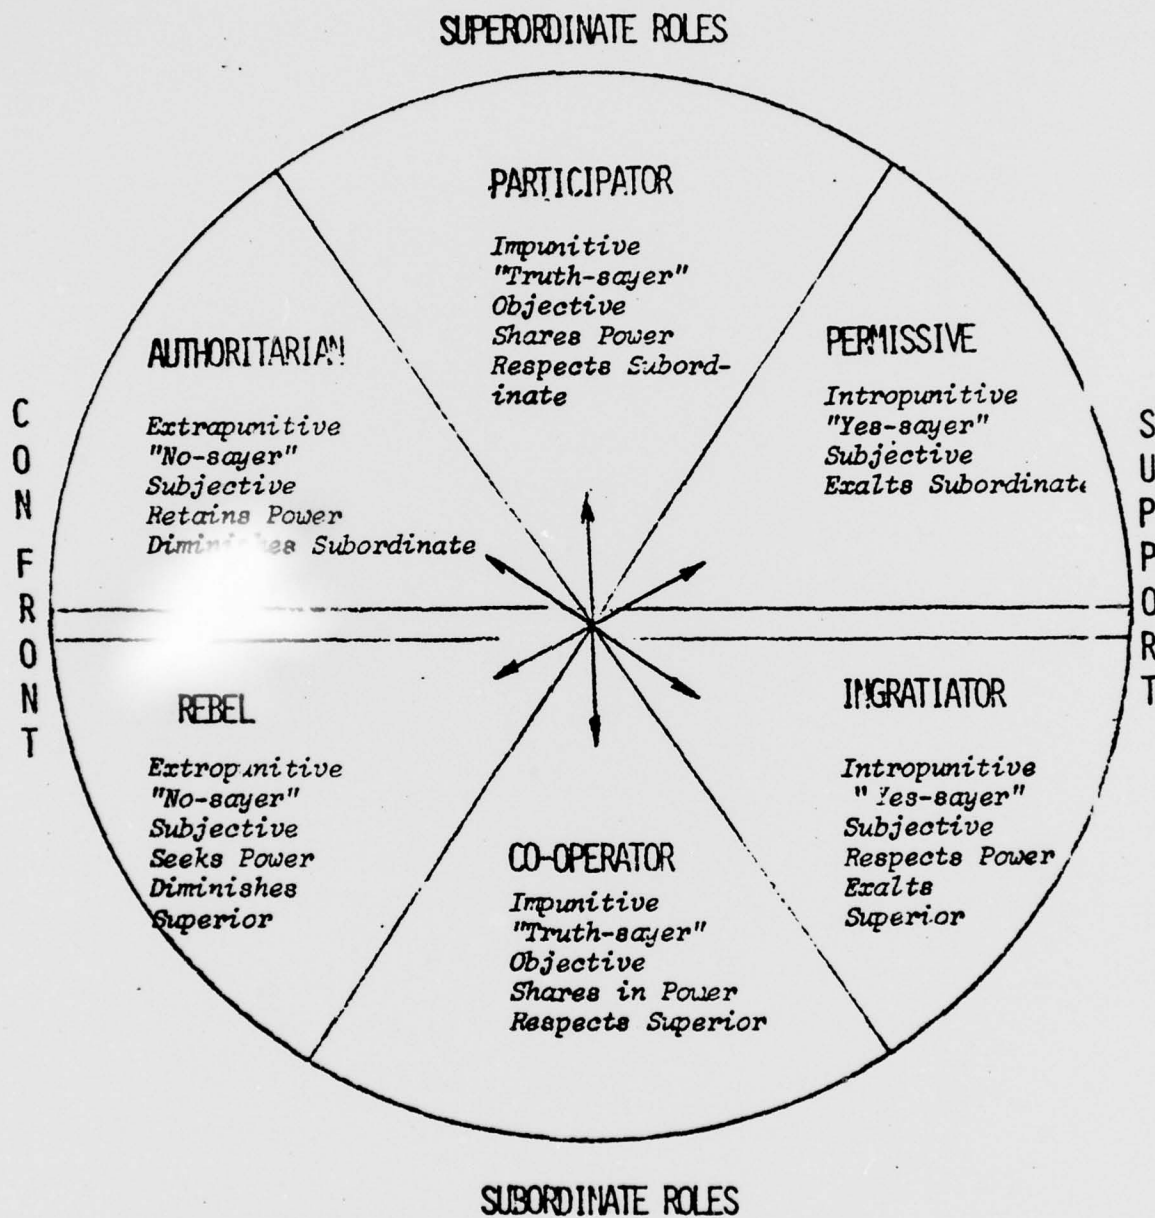 SUPERORDINATE ROLES
PARTICIPATOR
Impunitive
"Truth-sayer"
Objective
Shares Power
Respects Subord-
inate
AUTHORITARIAN
Extrapunitive
"No-sayer"
Subjective
Retains Power
Diminishes Subordinate
PERMISSIVE
Intropunitive
"Yes-sayer"
Subjective
Exalts Subordinate
CONFRONT
SUPPORT
REBEL
Extropunitive
"No-sayer"
Subjective
Seeks Power
Diminishes
Superior
CO-OPERATOR
Impunitive
"Truth-sayer"
Objective
Shares in Power
Respects Superior
INGRATIATOR
Intropunitive
"Yes-sayer"
Subjective
Respects Power
Exalts
Superior
SUBORDINATE ROLES